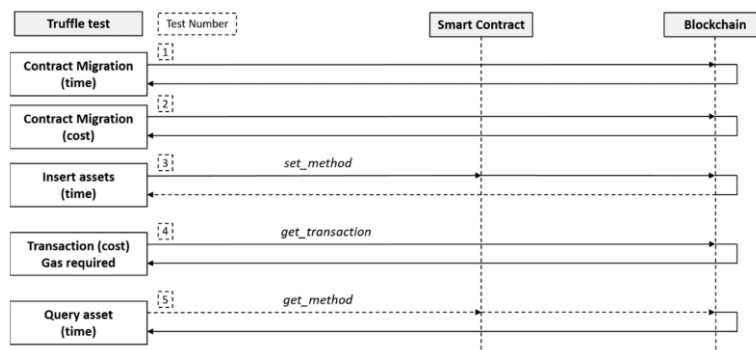 Truffle test
Test Number
Smart Contract
Blockchain
1
Contract Migration
(time)
2
Contract Migration
(cost)
3
set_method
Insert assets
(time)
4
get_transaction
Transaction (cost)
Gas required
5
get_method
Query asset
(time)